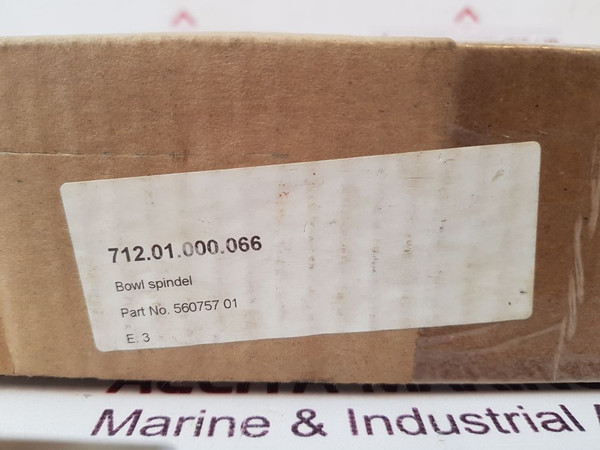 712.01.000.066
Bowl spindel
Part No. 560757 01
E. 3
Marine & Industrial